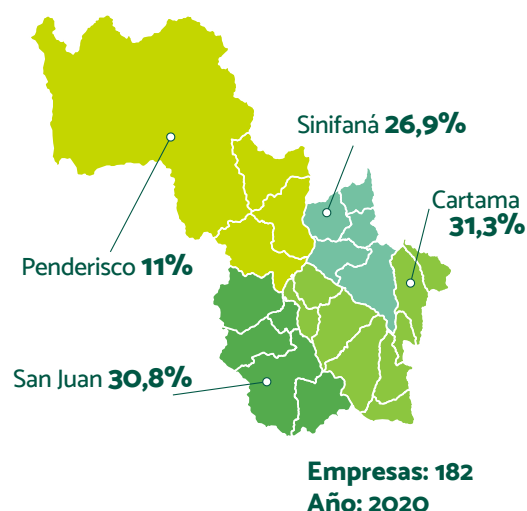 Sinifaná 26,9%
Cartama
31,3%
Penderisco 11%
San Juan 30,8%
Empresas: 182
Año: 2020